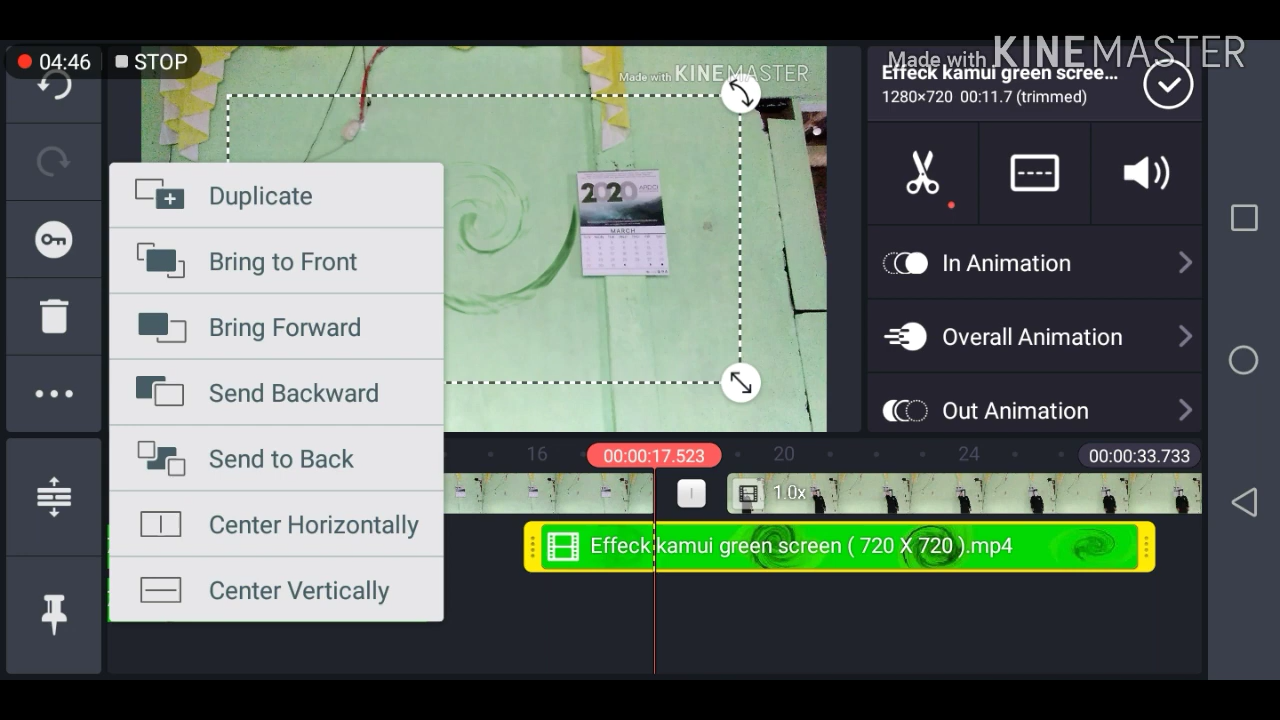 04:46
STOP
Made with KINEMASTER
Made with KINEMASTER
Effeck kamui green scree...
1280×720 00:11.7 (trimmed)
Duplicate
Bring to Front
Bring Forward
Send Backward
Send to Back
Center Horizontally
Center Vertically
2020
MARCH
In Animation
Overall Animation
Out Animation
16
00:00:17.523
20
24
00:00:33.733
1.0x
Effeck kamui green screen ( 720 X 720 ).mp4